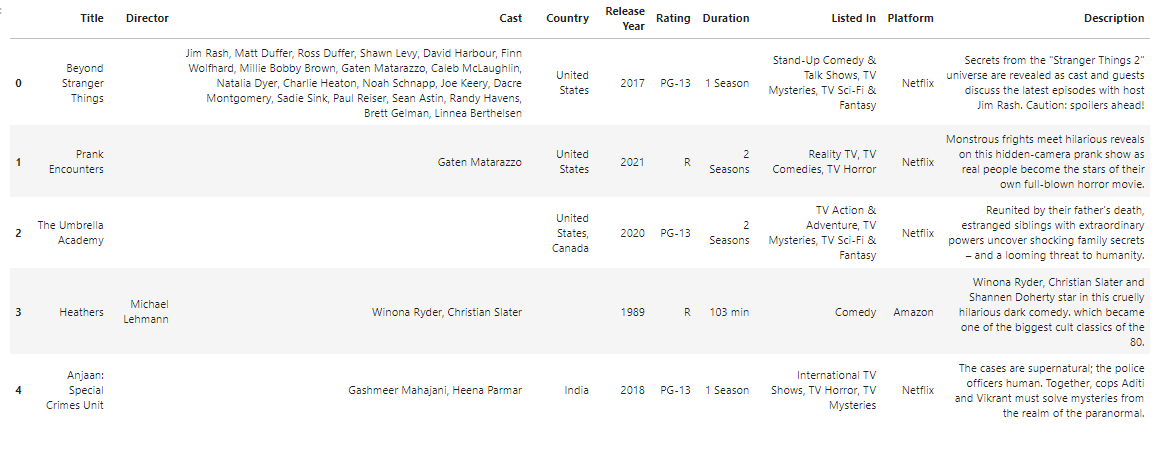 Title Director Cast Country Release Year Rating Duration Listed In Platform Description
0 Beyond Stranger Things Jim Rash, Matt Duffer, Ross Duffer, Shawn Levy, David Harbour, Finn Wolfhard, Millie Bobby Brown, Gaten Matarazzo, Caleb McLaughlin, Natalia Dyer, Charlie Heaton, Noah Schnapp, Joe Keery, Dacre Montgomery, Sadie Sink, Paul Reiser, Sean Astin, Randy Havens, Brett Gelman, Linnea Berthelsen United States 2017 PG-13 1 Season Stand-Up Comedy & Talk Shows, TV Mysteries, TV Sci-Fi & Fantasy Netflix Secrets from the "Stranger Things 2" universe are revealed as cast and guests discuss the latest episodes with host Jim Rash. Caution: spoilers ahead!
1 Prank Encounters Gaten Matarazzo United States 2021 R 2 Seasons Reality TV, TV Comedies, TV Horror Netflix Monstrous frights meet hilarious reveals on this hidden-camera prank show as real people become the stars of their own full-blown horror movie.
2 The Umbrella Academy United States, Canada 2020 PG-13 2 Seasons TV Action & Adventure, TV Mysteries, TV Sci-Fi & Fantasy Netflix Reunited by their father's death, estranged siblings with extraordinary powers uncover shocking family secrets – and a looming threat to humanity.
3 Heathers Michael Lehmann Winona Ryder, Christian Slater 1989 R 103 min Comedy Amazon Winona Ryder, Christian Slater and Shannen Doherty star in this cruelly hilarious dark comedy. which became one of the biggest cult classics of the 80.
4 Anjaan: Special Crimes Unit Gashmeer Mahajani, Heena Parmar India 2018 PG-13 1 Season International TV Shows, TV Horror, TV Mysteries Netflix The cases are supernatural; the police officers human. Together, cops Aditi and Vikrant must solve mysteries from the realm of the paranormal.